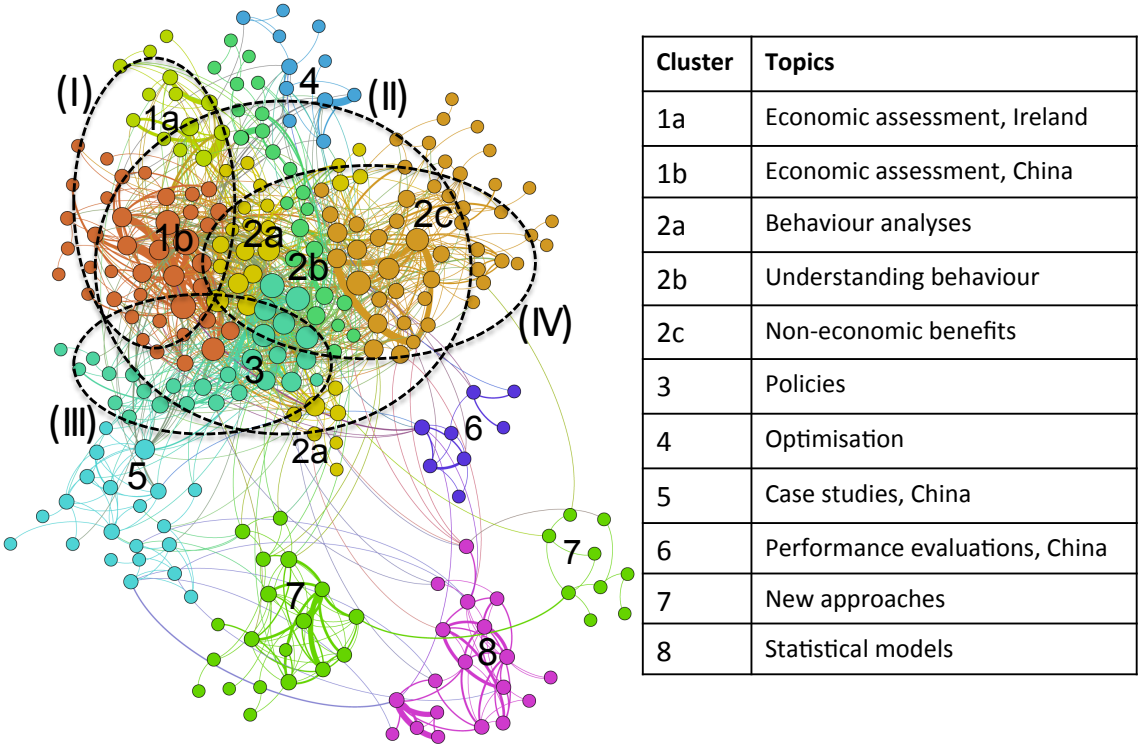 4
(I)
(II)
1a
2c
1b
2a
2b
(IV)
3
(III)
6
2a
5
7
7
8
Cluster Topics
1a Economic assessment, Ireland
1b Economic assessment, China
2a Behaviour analyses
2b Understanding behaviour
2c Non-economic benefits
3 Policies
4 Optimisation
5 Case studies, China
6 Performance evaluations, China
7 New approaches
8 Statistical models